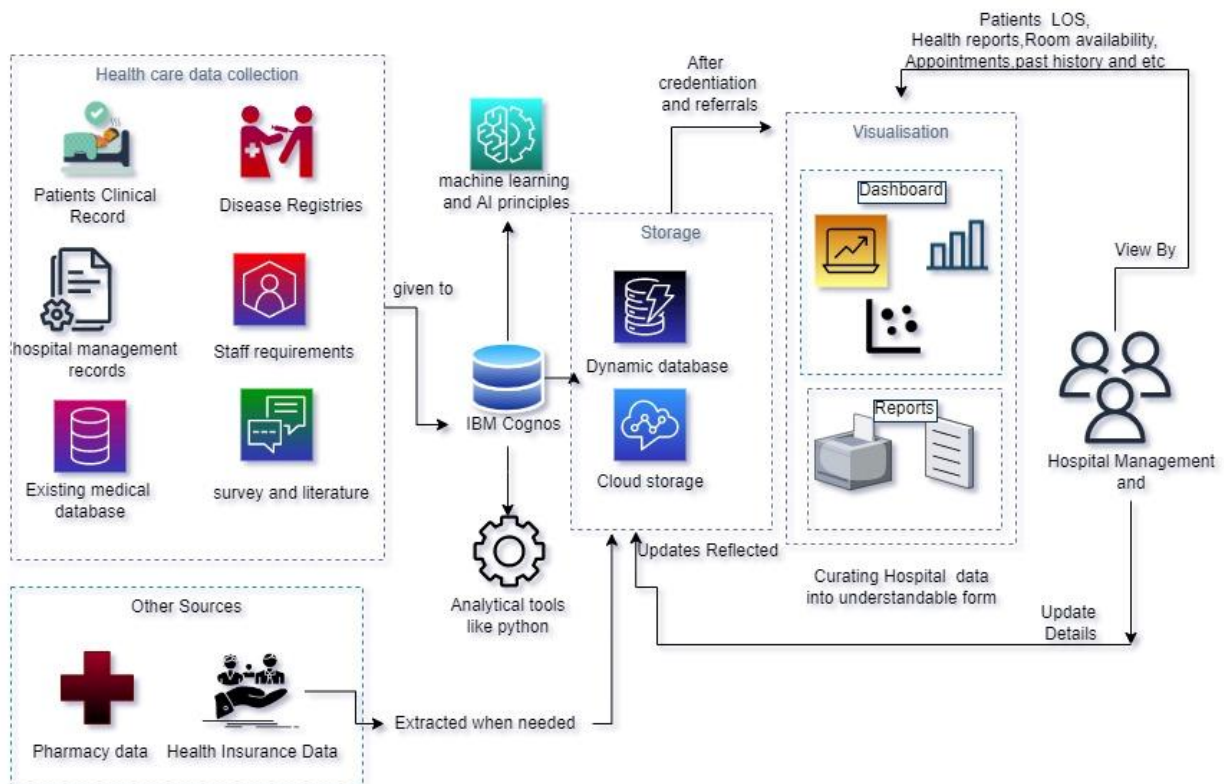 Patients LOS,
Health reports,Room availability,
Appointments,past history and etc
Health care data collection
After
credentiation
and referrals
Visualisation
Patients Clinical
Record
Disease Registries
machine learning
and AI principles
Dashboard
Storage
View By
given to
hospital management
records
Staff requirements
Dynamic database
IBM Cognos
Reports
Hospital Management
and
Existing medical
database
survey and literature
Cloud storage
Updates Reflected
Curating Hospital data
into understandable form
Other Sources
Analytical tools
like python
Update
Details
Extracted when needed
Pharmacy data
Health Insurance Data